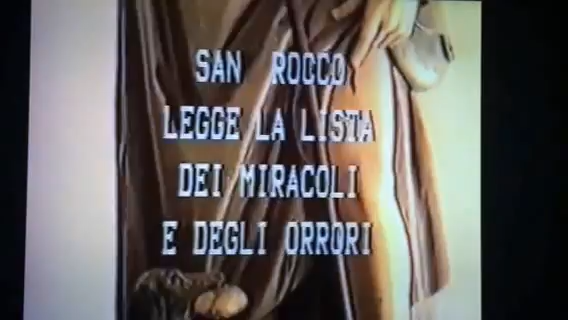 SAN ROCCO
LEGGE LA LISTA
DEI MIRACOLI
E DEGLI ORRORI